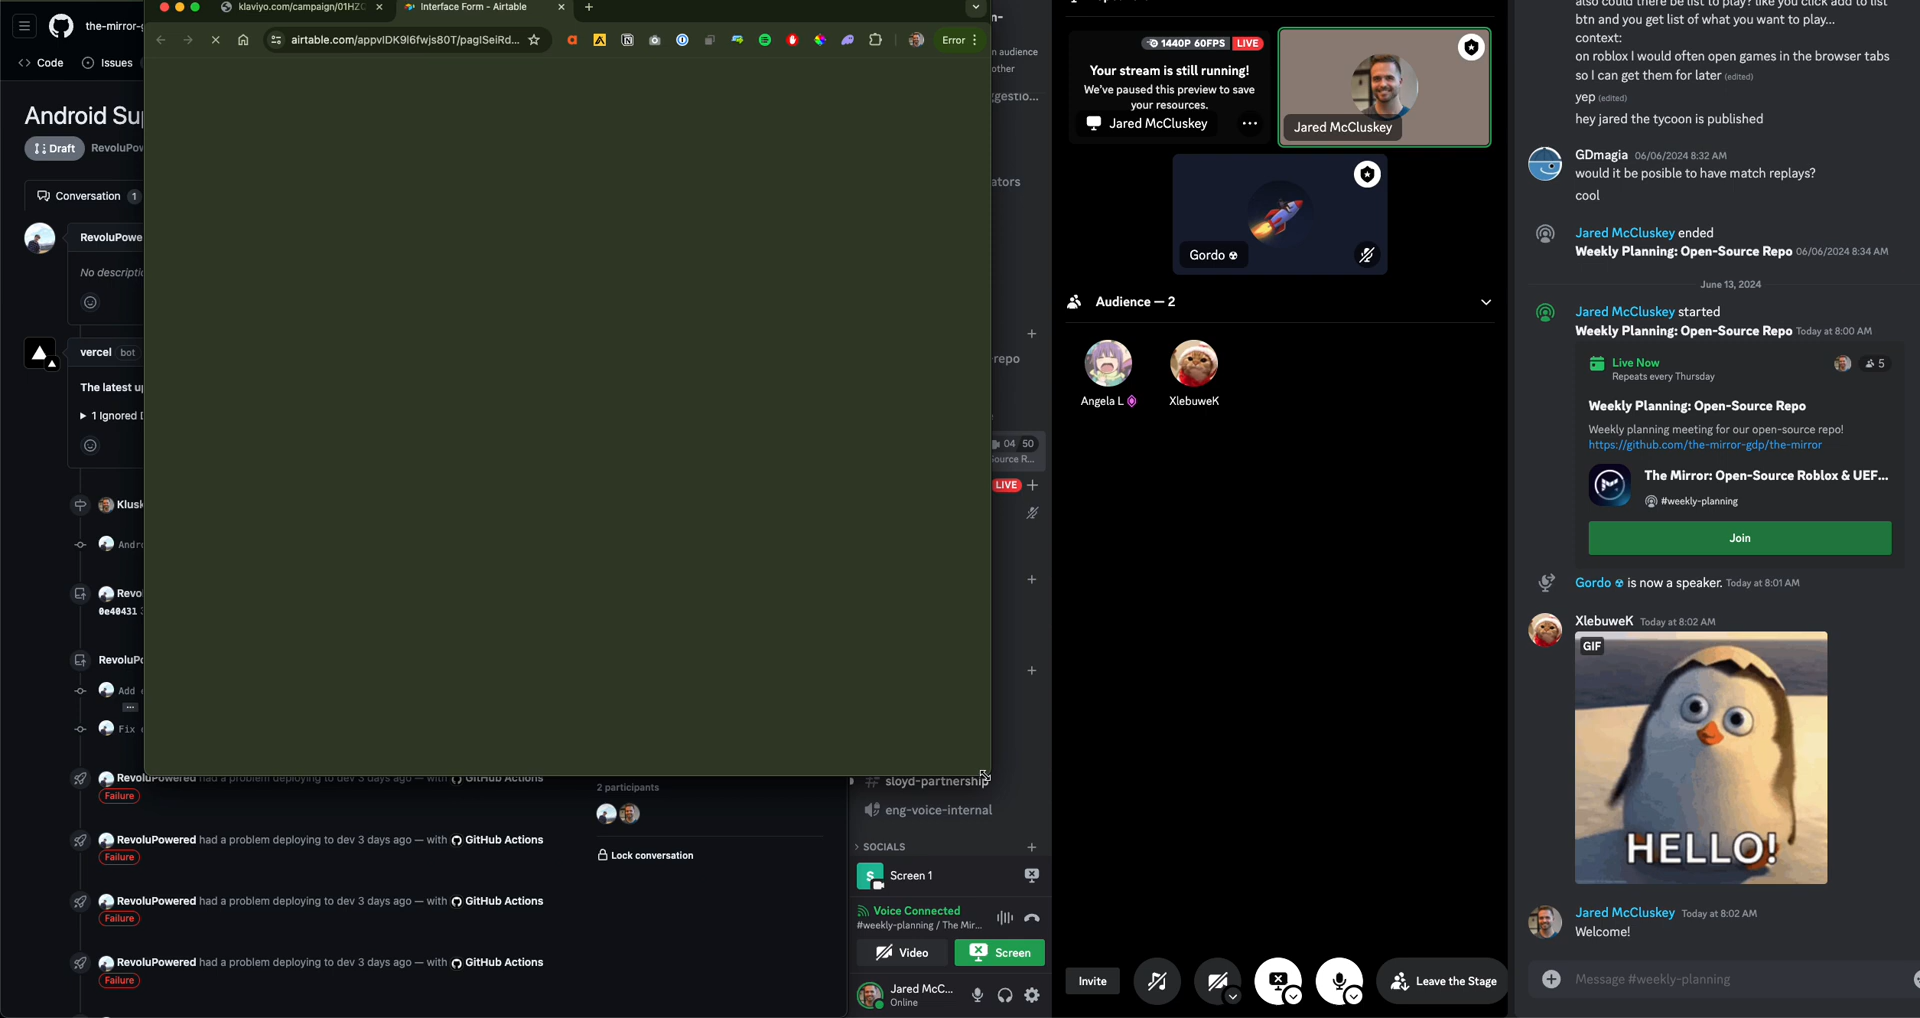 the-mirror-g
Code
Issues
Android Su
Draft
RevoluPow
Conversation 1
RevoluPowe
No descripti
vercel bot
The latest u
1 Ignored
Klusk
Andr
Revo
0e40431
RevoluP
Add
Fix
RevoluPowered had a problem deploying to dev 3 days ago — with GitHub Actions
Failure
RevoluPowered had a problem deploying to dev 3 days ago — with GitHub Actions
Failure
RevoluPowered had a problem deploying to dev 3 days ago — with GitHub Actions
Failure
RevoluPowered had a problem deploying to dev 3 days ago — with GitHub Actions
Failure
2 participants
Lock conversation
klaviyo.com/campaign/01HZC
Interface Form - Airtable
airtable.com/appvIDK9I6fwjs80T/pagISeiRd...
Error
n-
n audience
other
ggestio...
ators
repo
04 50
ource R...
LIVE
sloyd-partnership
eng-voice-internal
SOCIALS
Screen 1
Voice Connected
#weekly-planning / The Mir...
Video
Screen
Jared McC...
Online
1440P 60FPS LIVE
Your stream is still running!
We've paused this preview to save
your resources.
Jared McCluskey
Jared McCluskey
Gordo
Audience — 2
Angela L
XlebuweK
Invite
Leave the Stage
also could there be list to play? like you click add to list
btn and you get list of what you want to play...
context:
on roblox I would often open games in the browser tabs
so I can get them for later (edited)
yep (edited)
hey jared the tycoon is published
GDmagia 06/06/2024 8:32 AM
would it be posible to have match replays?
cool
Jared McCluskey ended
Weekly Planning: Open-Source Repo 06/06/2024 8:34 AM
June 13, 2024
Jared McCluskey started
Weekly Planning: Open-Source Repo Today at 8:00 AM
Live Now
Repeats every Thursday
5
Weekly Planning: Open-Source Repo
Weekly planning meeting for our open-source repo!
https://github.com/the-mirror-gdp/the-mirror
The Mirror: Open-Source Roblox & UEF...
#weekly-planning
Join
Gordo is now a speaker. Today at 8:01 AM
XlebuweK Today at 8:02 AM
GIF
HELLO!
Jared McCluskey Today at 8:02 AM
Welcome!
Message #weekly-planning